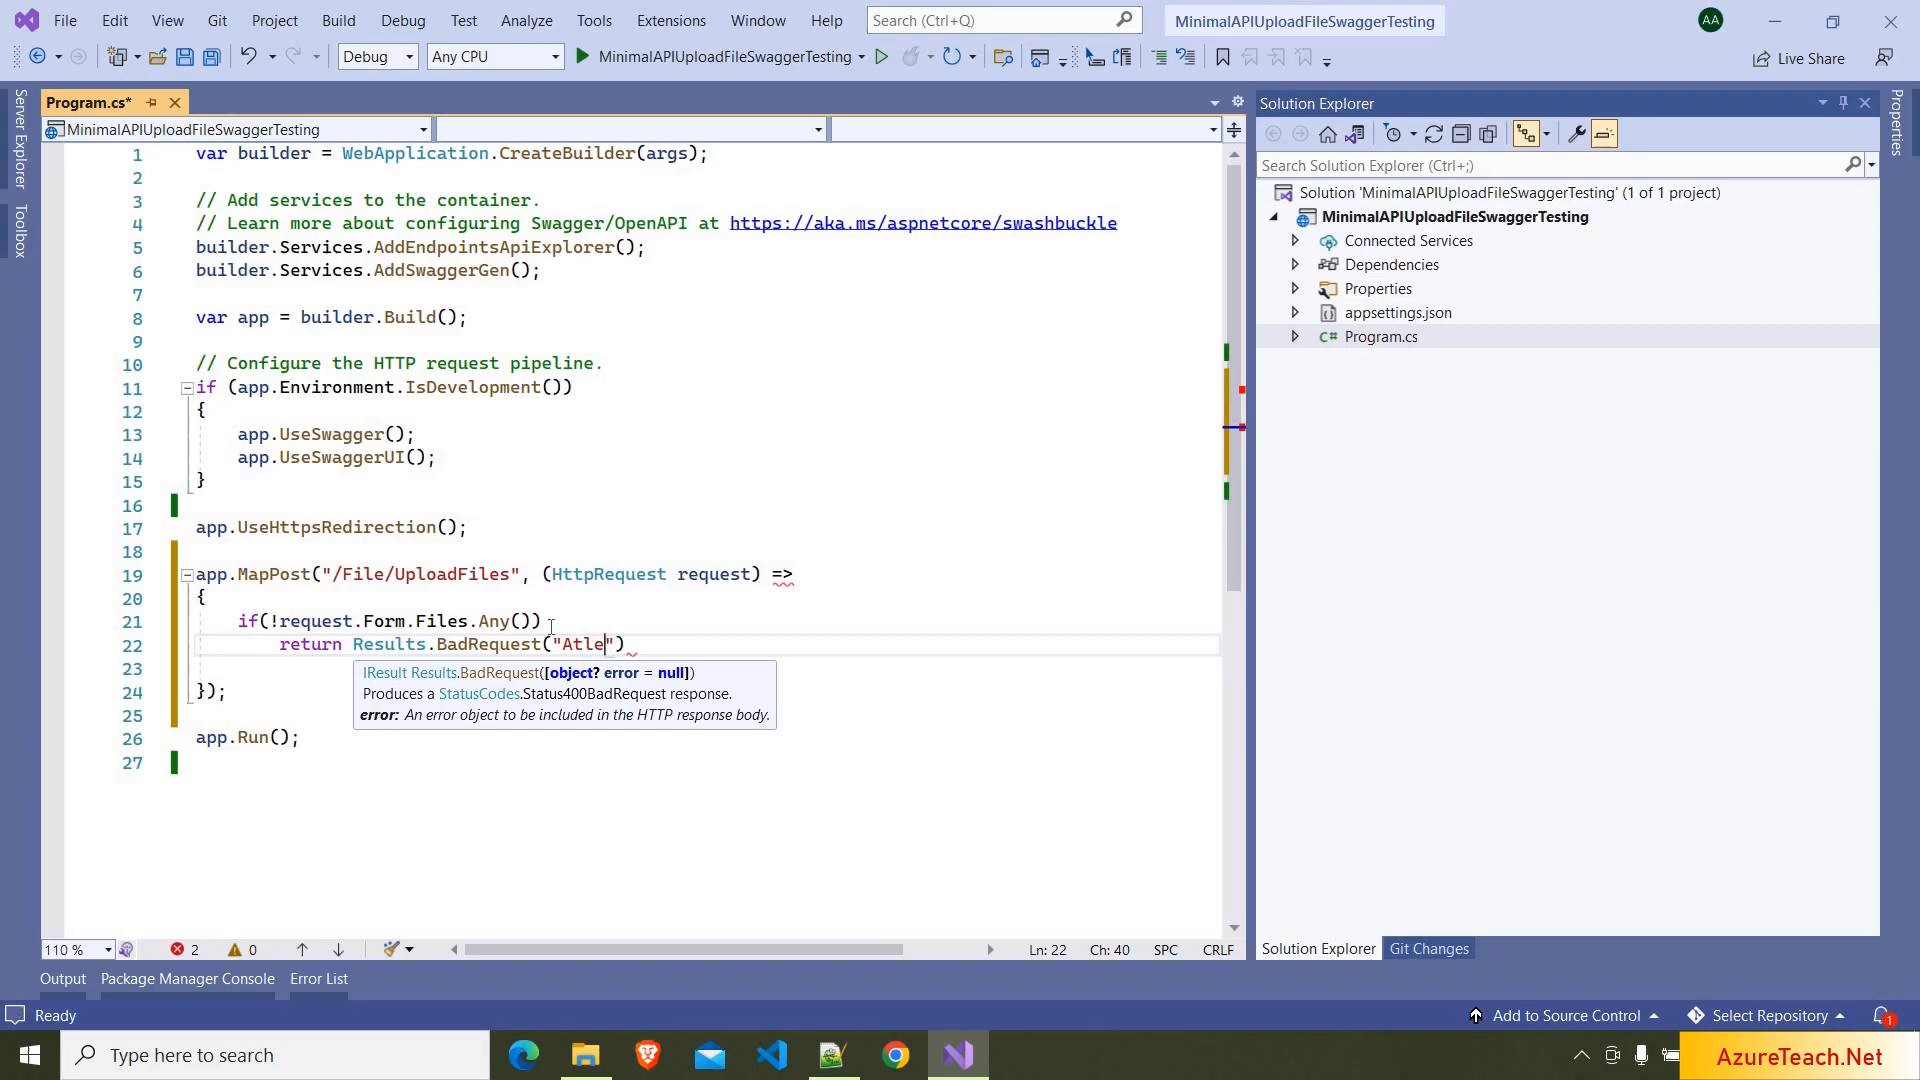 File Edit View Git Project Build Debug Test Analyze Tools Extensions Window Help Search (Ctrl+Q) MinimalAPIUploadFileSwaggerTesting AA
Debug Any CPU MinimalAPIUploadFileSwaggerTesting Live Share
Server Explorer
Toolbox
Program.cs*
MinimalAPIUploadFileSwaggerTesting
1 var builder = WebApplication.CreateBuilder(args);
2
3 // Add services to the container.
4 // Learn more about configuring Swagger/OpenAPI at https://aka.ms/aspnetcore/swashbuckle
5 builder.Services.AddEndpointsApiExplorer();
6 builder.Services.AddSwaggerGen();
7
8 var app = builder.Build();
9
10 // Configure the HTTP request pipeline.
11 if (app.Environment.IsDevelopment())
12 {
13 app.UseSwagger();
14 app.UseSwaggerUI();
15 }
16
17 app.UseHttpsRedirection();
18
19 app.MapPost("/File/UploadFiles", (HttpRequest request) =>
20 {
21 if(!request.Form.Files.Any())
22 return Results.BadRequest("Atle")
23
24 });
25
26 app.Run();
27
IResult Results.BadRequest([object? error = null])
Produces a StatusCodes.Status400BadRequest response.
error: An error object to be included in the HTTP response body.
110 % 2 0 Ln: 22 Ch: 40 SPC CRLF
Solution Explorer
Search Solution Explorer (Ctrl+;)
Solution 'MinimalAPIUploadFileSwaggerTesting' (1 of 1 project)
MinimalAPIUploadFileSwaggerTesting
Connected Services
Dependencies
Properties
appsettings.json
C# Program.cs
Solution Explorer Git Changes
Properties
Output Package Manager Console Error List
Ready Add to Source Control Select Repository 1
Type here to search
AzureTeach.Net